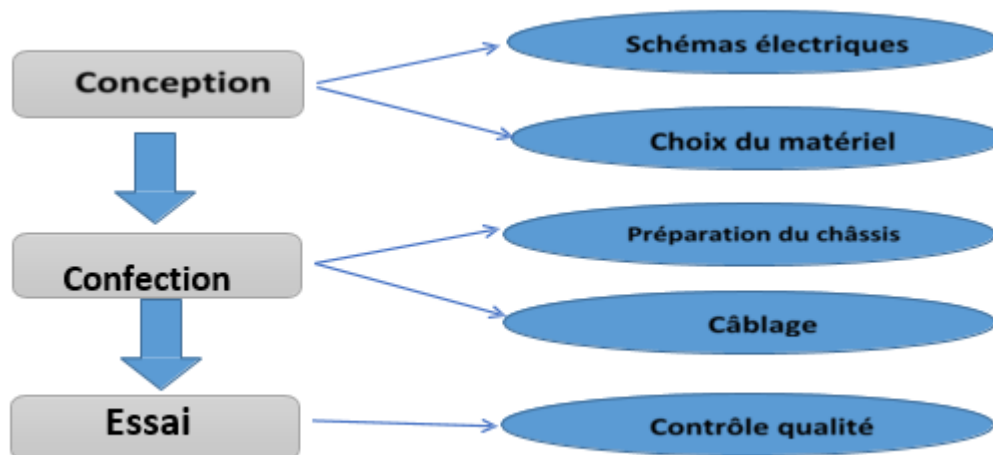 Conception
Schémas électriques
Choix du matériel
Confection
Préparation du châssis
Câblage
Essai
Contrôle qualité